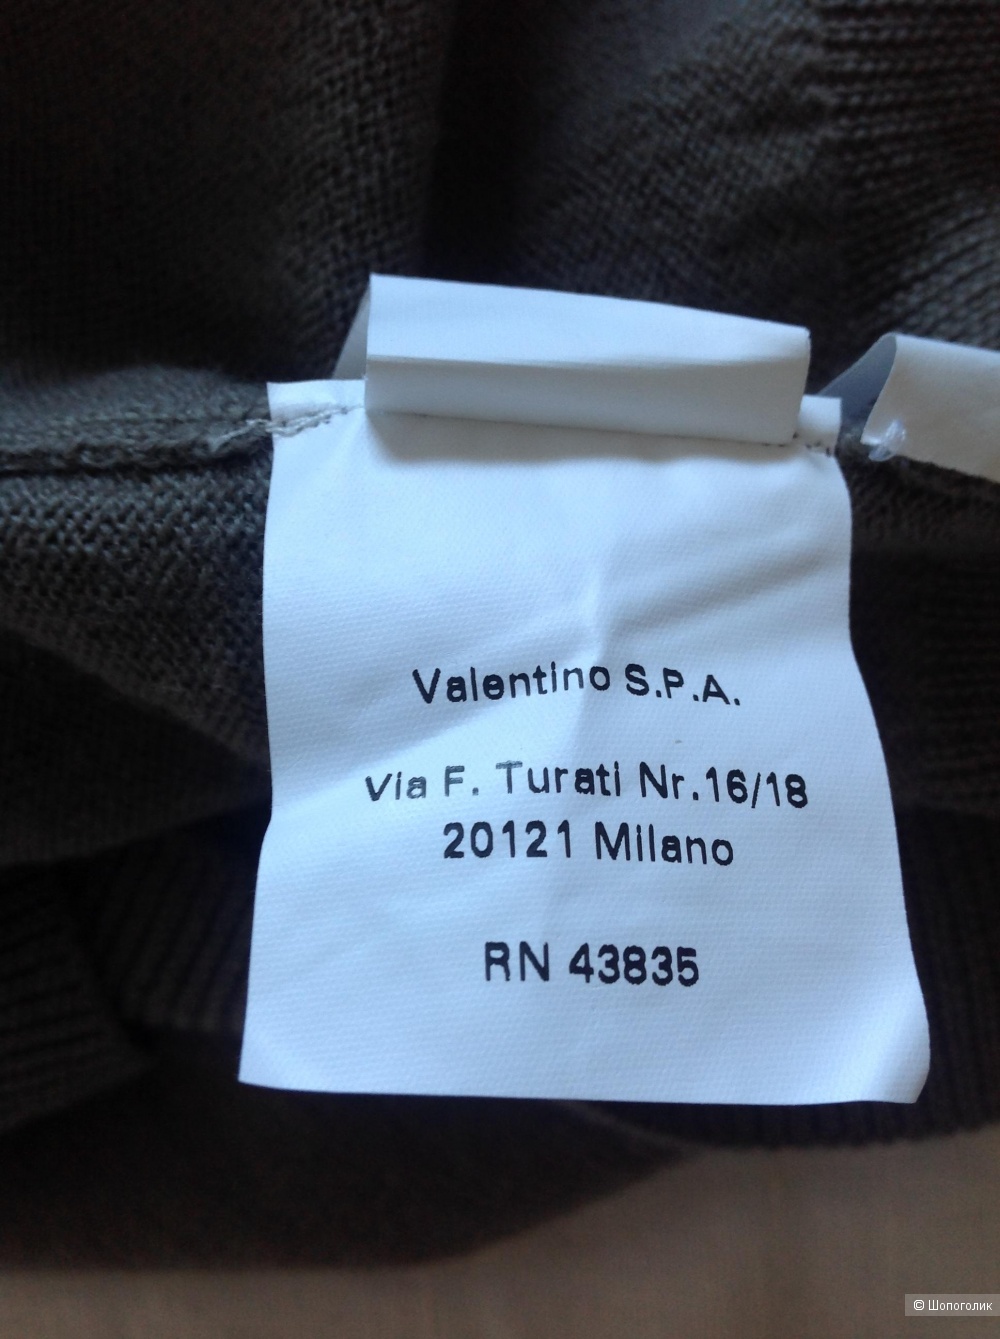 Valentino S.P.A.
Via F. Turati Nr.16/18
20121 Milano
RN 43835
© Шопоголик